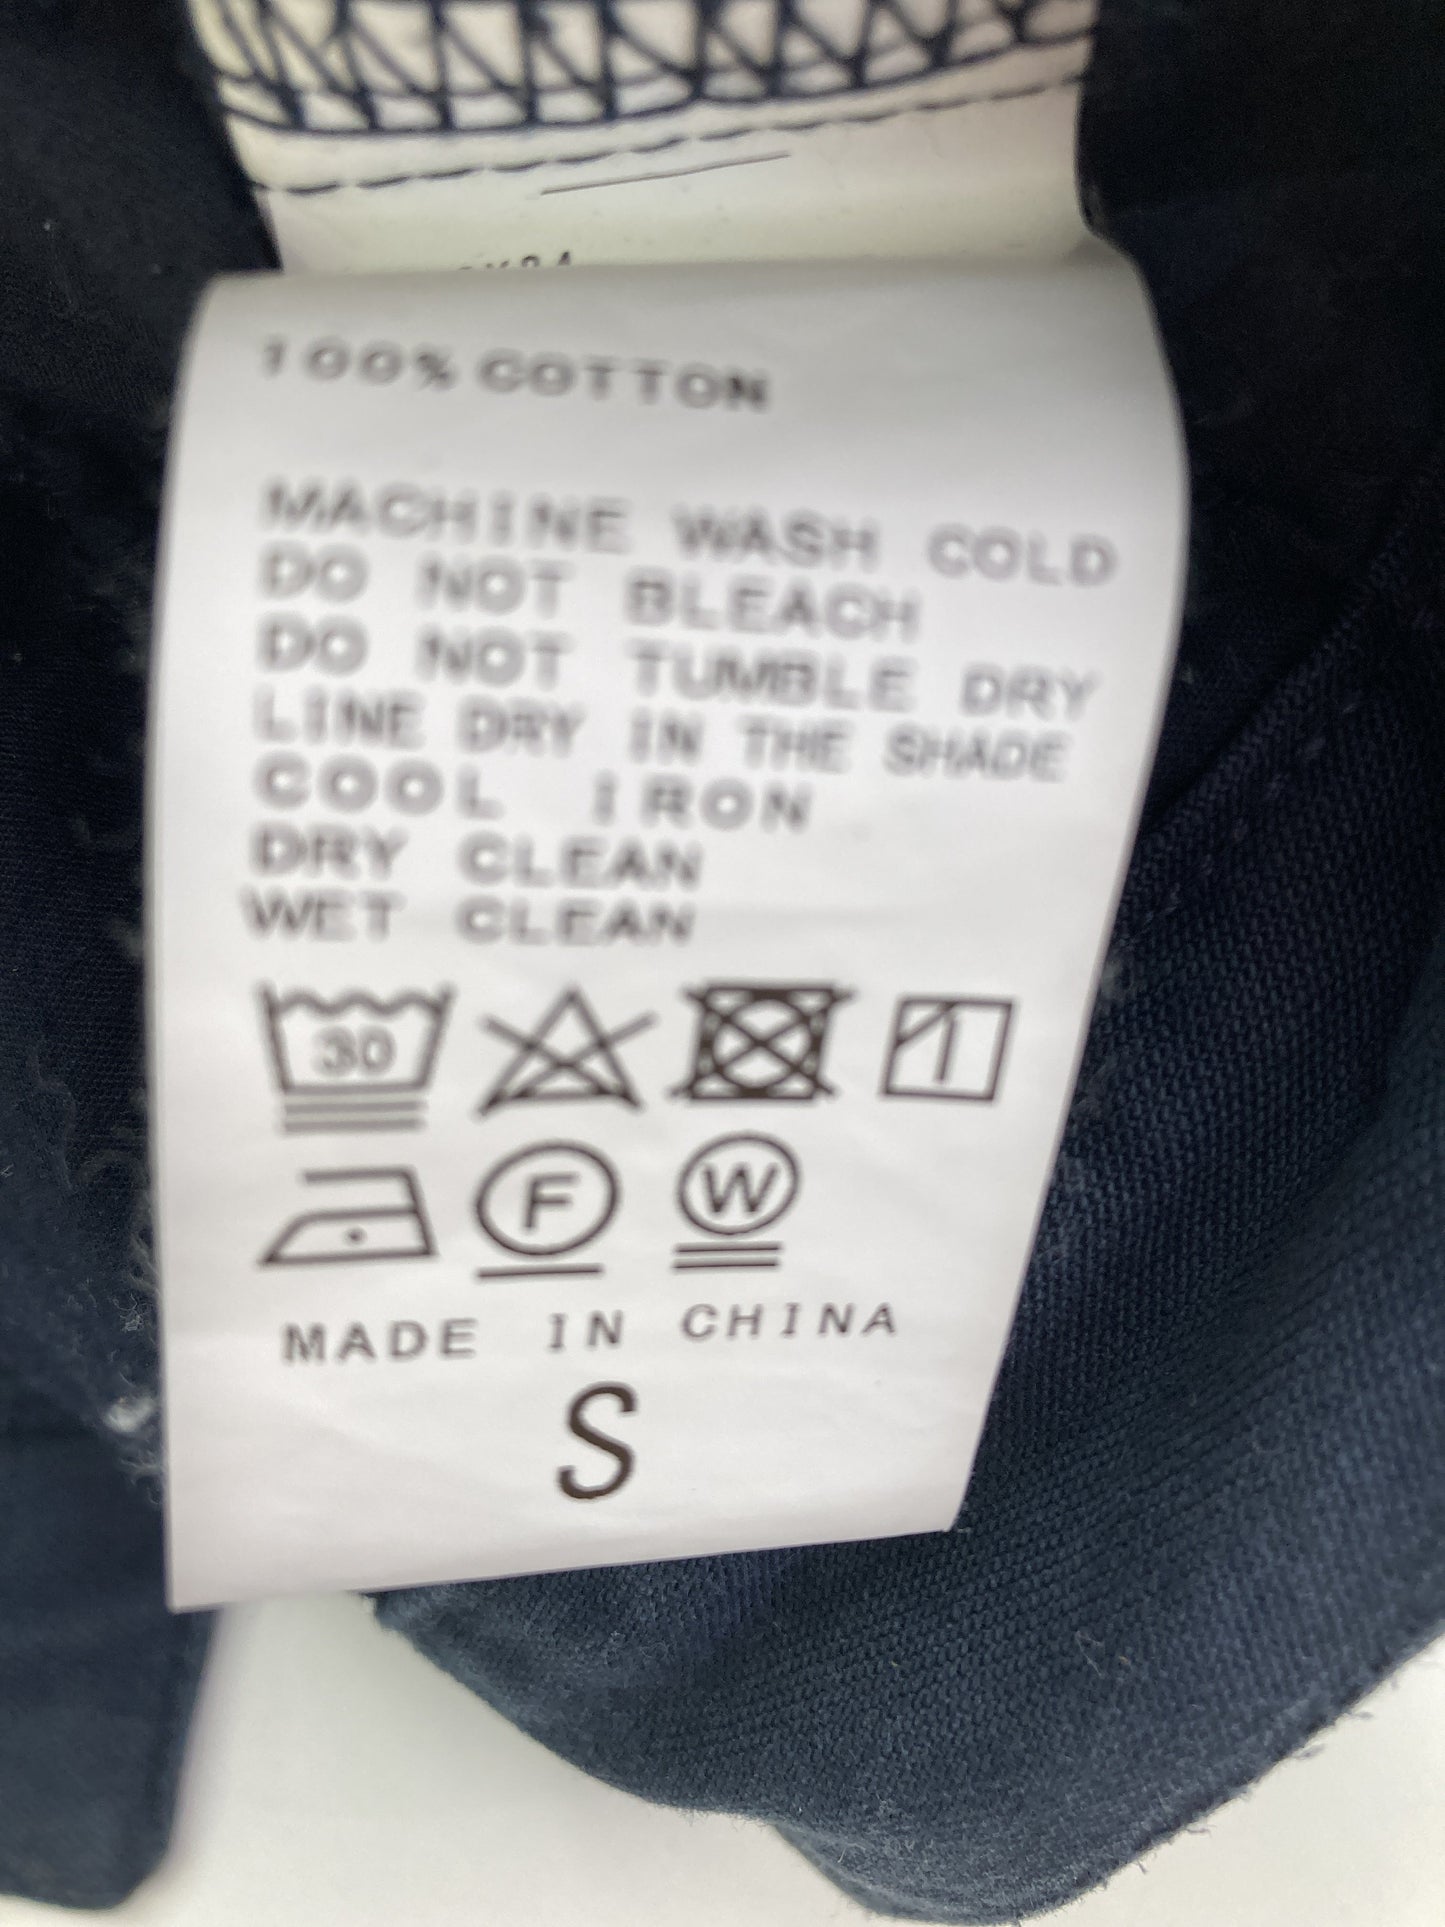 100% COTTON
MACHINE WASH COLD
DO NOT BLEACH
DO NOT TUMBLE DRY
LINE DRY IN THE SHADE
COOL IRON
DRY CLEAN
WET CLEAN
30
F W
MADE IN CHINA
S